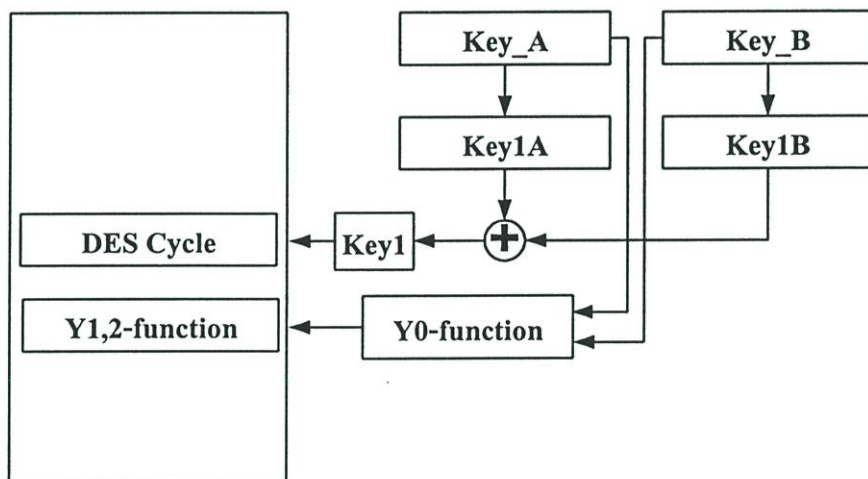 Key_A
Key_B
Key1A
Key1B
DES Cycle
Key1
Y1,2-function
Y0-function